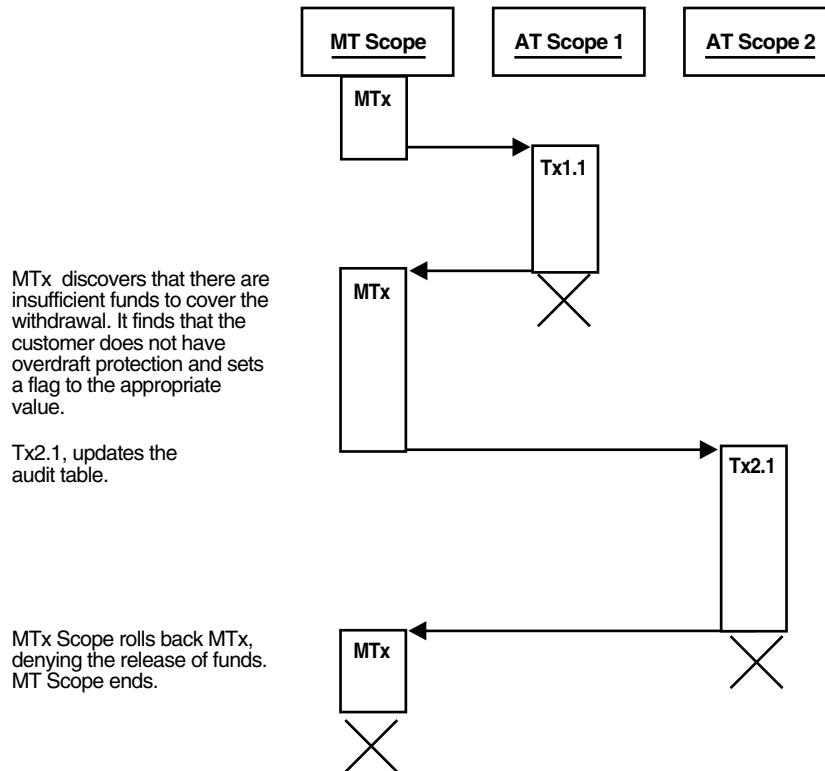 MT Scope
AT Scope 1
AT Scope 2
MTx
Tx1.1
MTx discovers that there are
insufficient funds to cover the
withdrawal. It finds that the
customer does not have
overdraft protection and sets
a flag to the appropriate
value.
MTx
Tx2.1, updates the
audit table.
Tx2.1
MTx Scope rolls back MTx,
denying the release of funds.
MT Scope ends.
MTx